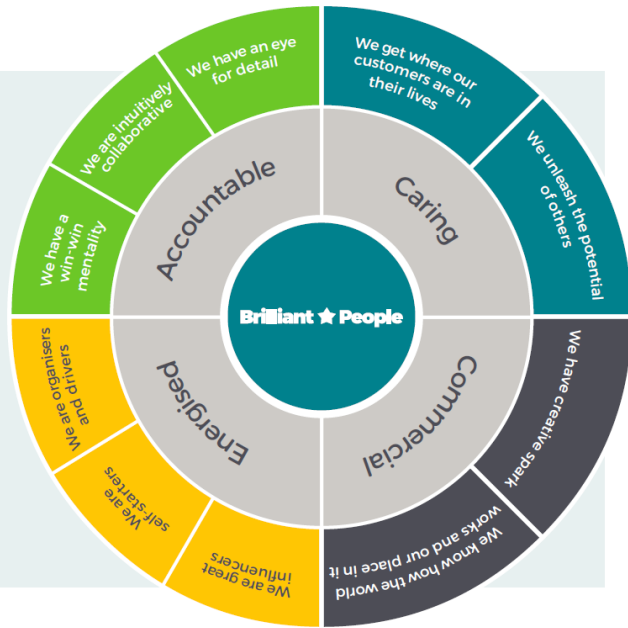 Brilliant ★ People
Accountable
Caring
Commercial
Energised
We get where our
customers are in
their lives
We unleash the potential
of others
We have creative spark
We know how the world
works and our place in it
We are great
influencers
We are
self-starters
We are organisers
and drivers
We have a
win-win
mentality
We are intuitively
collaborative
We have an eye
for detail